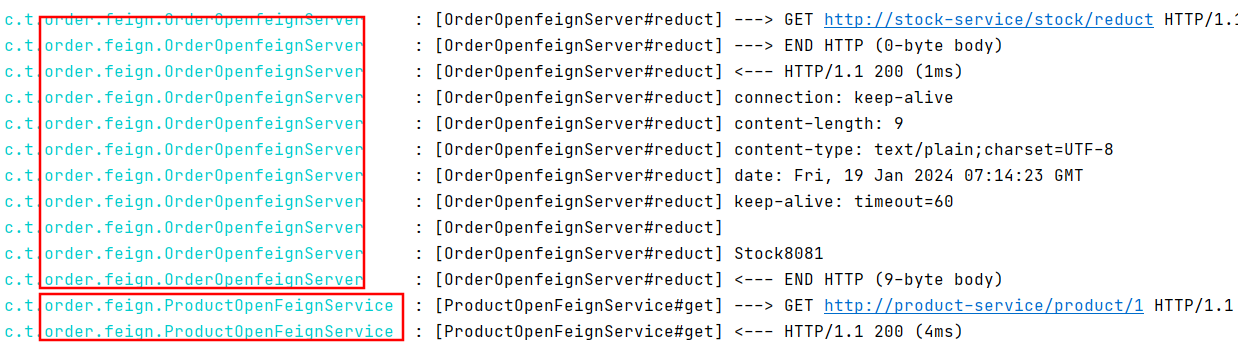 c.t.order.feign.OrderOpenfeignServer : [OrderOpenfeignServer#reduct] ---> GET http://stock-service/stock/reduct HTTP/1.1
c.t.order.feign.OrderOpenfeignServer : [OrderOpenfeignServer#reduct] ---> END HTTP (0-byte body)
c.t.order.feign.OrderOpenfeignServer : [OrderOpenfeignServer#reduct] <--- HTTP/1.1 200 (1ms)
c.t.order.feign.OrderOpenfeignServer : [OrderOpenfeignServer#reduct] connection: keep-alive
c.t.order.feign.OrderOpenfeignServer : [OrderOpenfeignServer#reduct] content-length: 9
c.t.order.feign.OrderOpenfeignServer : [OrderOpenfeignServer#reduct] content-type: text/plain;charset=UTF-8
c.t.order.feign.OrderOpenfeignServer : [OrderOpenfeignServer#reduct] date: Fri, 19 Jan 2024 07:14:23 GMT
c.t.order.feign.OrderOpenfeignServer : [OrderOpenfeignServer#reduct] keep-alive: timeout=60
c.t.order.feign.OrderOpenfeignServer : [OrderOpenfeignServer#reduct]
c.t.order.feign.OrderOpenfeignServer : [OrderOpenfeignServer#reduct] Stock8081
c.t.order.feign.OrderOpenfeignServer : [OrderOpenfeignServer#reduct] <--- END HTTP (9-byte body)
c.t.order.feign.ProductOpenFeignService : [ProductOpenFeignService#get] ---> GET http://product-service/product/1 HTTP/1.1
c.t.order.feign.ProductOpenFeignService : [ProductOpenFeignService#get] <--- HTTP/1.1 200 (4ms)